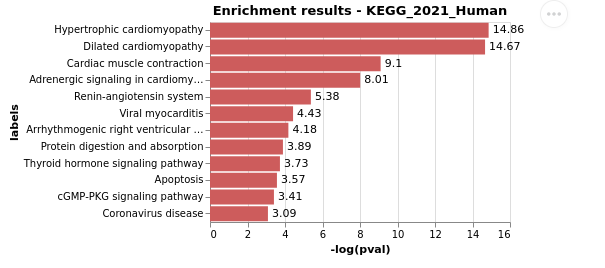 Enrichment results - KEGG_2021_Human
labels
Hypertrophic cardiomyopathy 14.86
Dilated cardiomyopathy 14.67
Cardiac muscle contraction 9.1
Adrenergic signaling in cardiomy... 8.01
Renin-angiotensin system 5.38
Viral myocarditis 4.43
Arrhythmogenic right ventricular ... 4.18
Protein digestion and absorption 3.89
Thyroid hormone signaling pathway 3.73
Apoptosis 3.57
cGMP-PKG signaling pathway 3.41
Coronavirus disease 3.09
0 2 4 6 8 10 12 14 16
-log(pval)